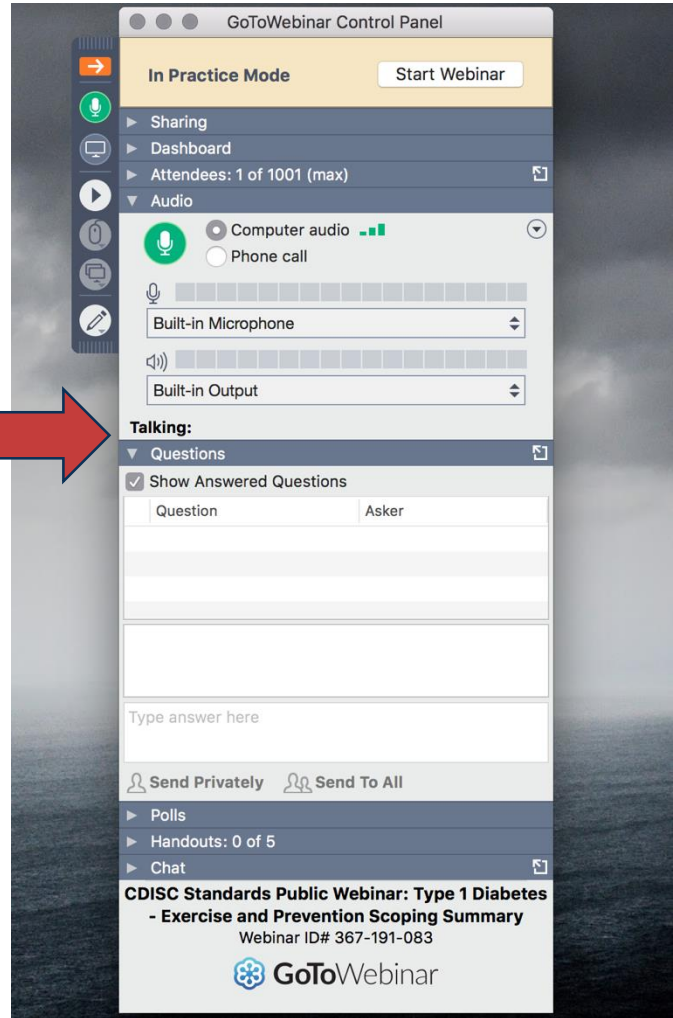 GoToWebinar Control Panel
In Practice Mode
Start Webinar
Sharing
Dashboard
Attendees: 1 of 1001 (max)
Audio
Computer audio
Phone call
Built-in Microphone
Built-in Output
Talking:
Questions
Show Answered Questions
Question Asker
Type answer here
Send Privately Send To All
Polls
Handouts: 0 of 5
Chat
CDISC Standards Public Webinar: Type 1 Diabetes
- Exercise and Prevention Scoping Summary
Webinar ID# 367-191-083
GoToWebinar